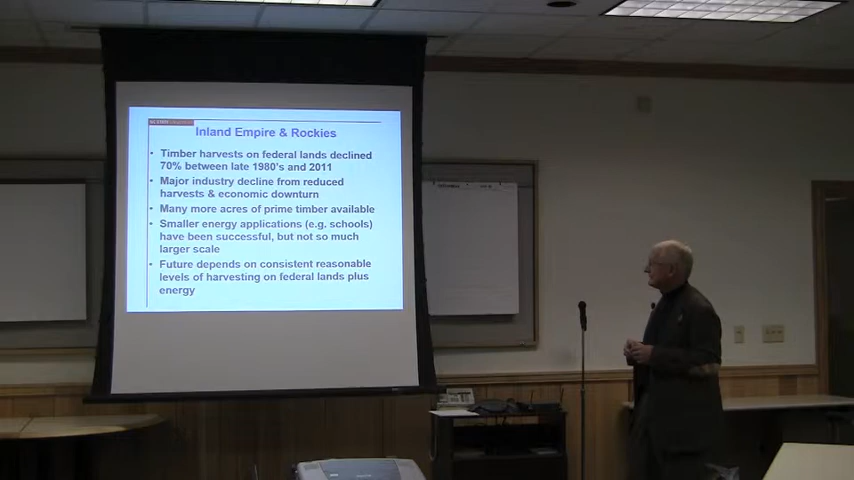 NC STATE
Inland Empire & Rockies
• Timber harvests on federal lands declined
70% between late 1980's and 2011
• Major industry decline from reduced
harvests & economic downturn
• Many more acres of prime timber available
• Smaller energy applications (e.g. schools)
have been successful, but not so much
larger scale
• Future depends on consistent reasonable
levels of harvesting on federal lands plus
energy